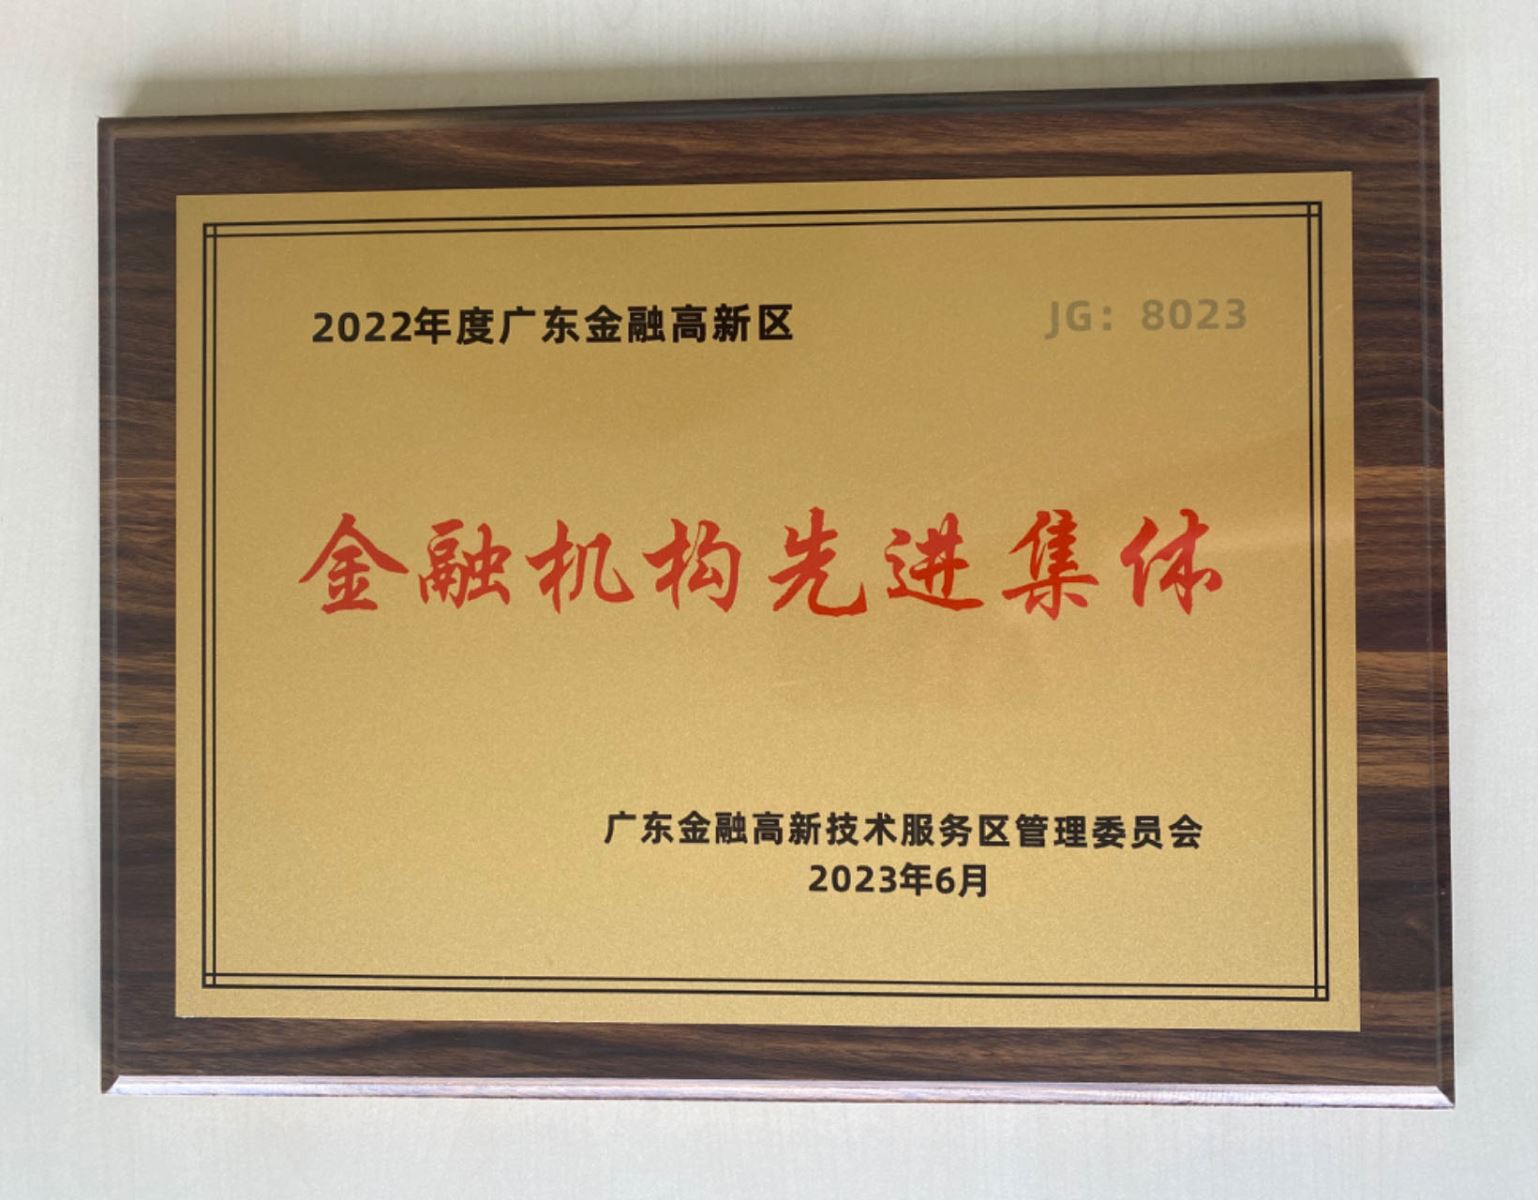 2022年度广东金融高新区
JG：8023
金融机构先进集体
广东金融高新技术服务区管理委员会
2023年6月